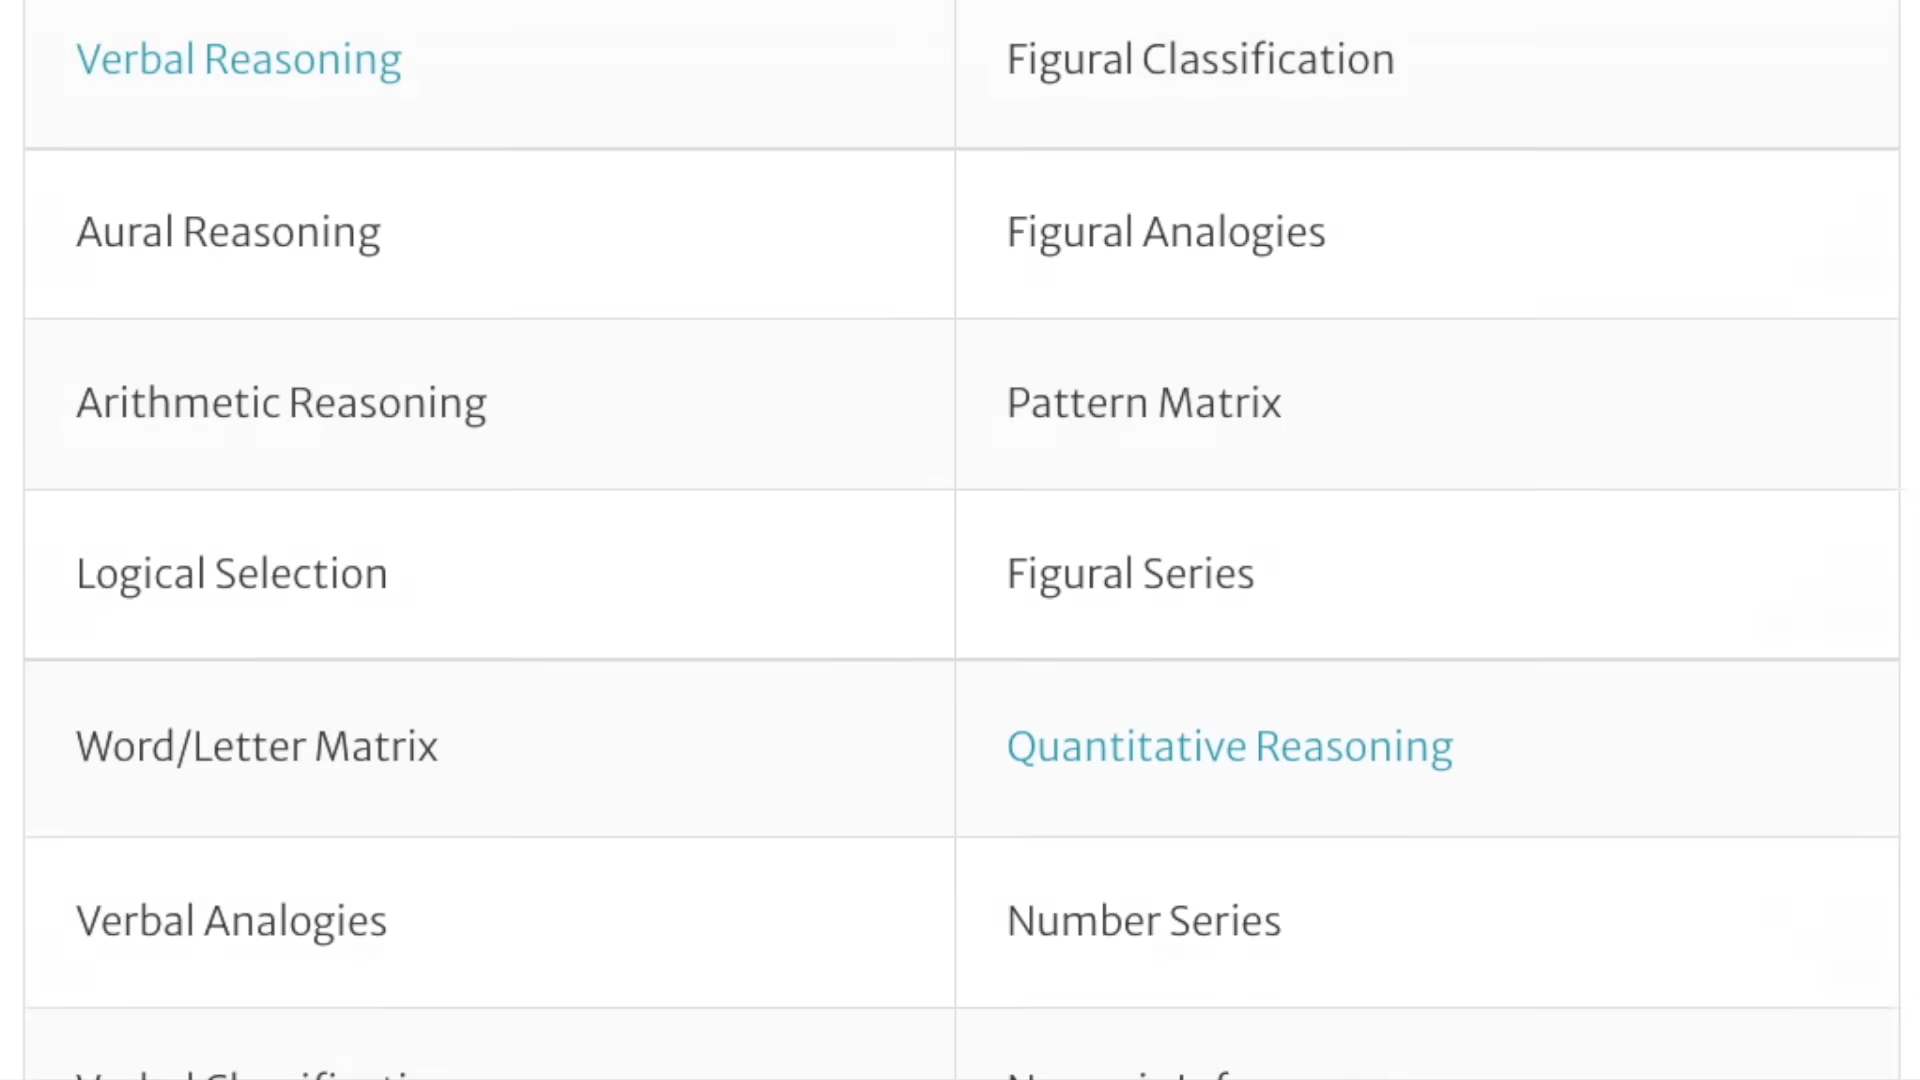 Verbal Reasoning
Figural Classification
Aural Reasoning
Figural Analogies
Arithmetic Reasoning
Pattern Matrix
Logical Selection
Figural Series
Word/Letter Matrix
Quantitative Reasoning
Verbal Analogies
Number Series